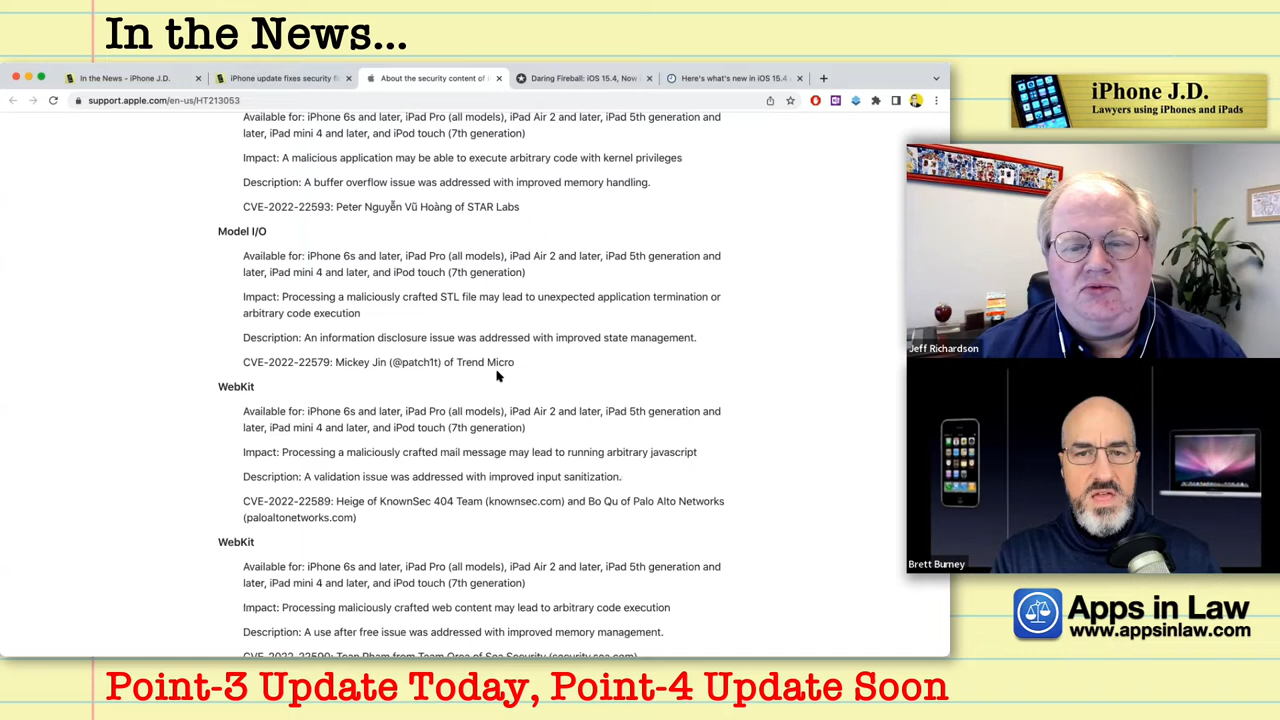 In the News...
In the News - iPhone J.D.
iPhone update fixes security fl
About the security content of i
Daring Fireball: iOS 15.4, Now i
Here's what's new in iOS 15.4
support.apple.com/en-us/HT213053
Available for: iPhone 6s and later, iPad Pro (all models), iPad Air 2 and later, iPad 5th generation and
later, iPad mini 4 and later, and iPod touch (7th generation)
Impact: A malicious application may be able to execute arbitrary code with kernel privileges
Description: A buffer overflow issue was addressed with improved memory handling.
CVE-2022-22593: Peter Nguyễn Vũ Hoàng of STAR Labs
Model I/O
Available for: iPhone 6s and later, iPad Pro (all models), iPad Air 2 and later, iPad 5th generation and
later, iPad mini 4 and later, and iPod touch (7th generation)
Impact: Processing a maliciously crafted STL file may lead to unexpected application termination or
arbitrary code execution
Description: An information disclosure issue was addressed with improved state management.
CVE-2022-22579: Mickey Jin (@patch1t) of Trend Micro
WebKit
Available for: iPhone 6s and later, iPad Pro (all models), iPad Air 2 and later, iPad 5th generation and
later, iPad mini 4 and later, and iPod touch (7th generation)
Impact: Processing a maliciously crafted mail message may lead to running arbitrary javascript
Description: A validation issue was addressed with improved input sanitization.
CVE-2022-22589: Heige of KnownSec 404 Team (knownsec.com) and Bo Qu of Palo Alto Networks
(paloaltonetworks.com)
WebKit
Available for: iPhone 6s and later, iPad Pro (all models), iPad Air 2 and later, iPad 5th generation and
later, iPad mini 4 and later, and iPod touch (7th generation)
Impact: Processing maliciously crafted web content may lead to arbitrary code execution
Description: A use after free issue was addressed with improved memory management.
CVE-2022-22590: Toan Pham from Team Orca of Sea Security (security.sea.com)
iPhone J.D.
Lawyers using iPhones and iPads
Jeff Richardson
Brett Burney
Apps in Law
www.appsinlaw.com
Point-3 Update Today, Point-4 Update Soon